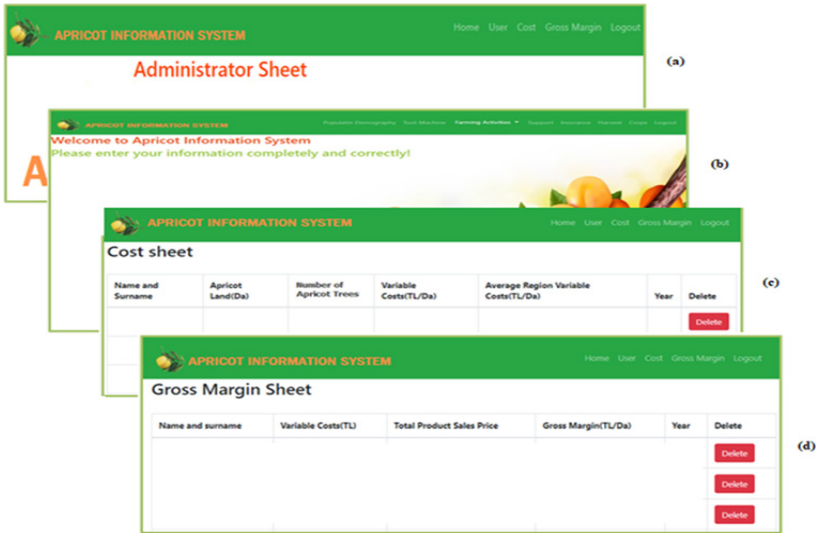 APRICOT INFORMATION SYSTEM
Home User Cost Gross Margin Logout
Administrator Sheet
(a)
A
APRICOT INFORMATION SYSTEM
Tool-Machine Farming Activities Support Insurance Harvest Crops Logout
Welcome to Apricot Information System
Please enter your information completely and correctly!
(b)
APRICOT INFORMATION SYSTEM
Home User Cost Gross Margin Logout
Cost sheet
Name and Surname
Apricot Land(Da)
Number of Apricot Trees
Variable Costs(TL/Da)
Average Region Variable Costs(TL/Da)
Year
Delete
Delete
(c)
APRICOT INFORMATION SYSTEM
Home User Cost Gross Margin Logout
Gross Margin Sheet
Name and surname
Variable Costs(TL)
Total Product Sales Price
Gross Margin(TL/Da)
Year
Delete
Delete
Delete
Delete
(d)